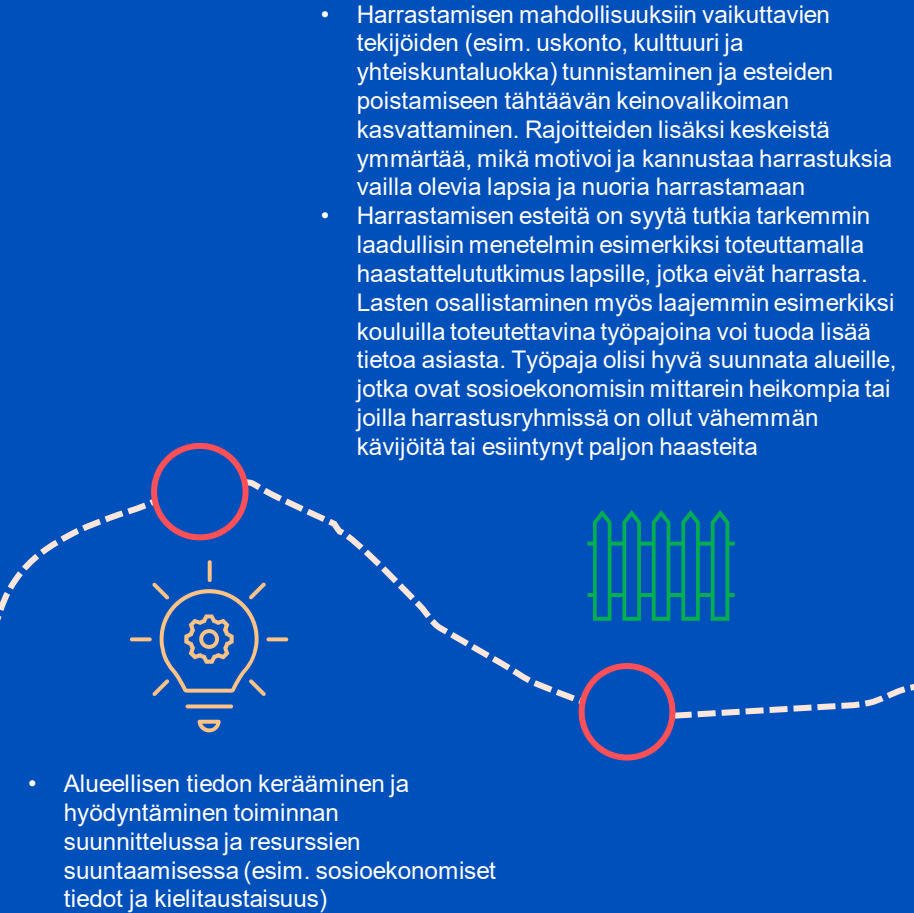 • Harrastamisen mahdollisuuksiin vaikuttavien
tekijöiden (esim. uskonto, kulttuuri ja
yhteiskuntaluokka) tunnistaminen ja esteiden
poistamiseen tähtäävän keinovalikoiman
kasvattaminen. Rajoitteiden lisäksi keskeistä
ymmärtää, mikä motivoi ja kannustaa harrastuksia
vailla olevia lapsia ja nuoria harrastamaan
• Harrastamisen esteitä on syytä tutkia tarkemmin
laadullisin menetelmin esimerkiksi toteuttamalla
haastattelututkimus lapsille, jotka eivät harrasta.
Lasten osallistaminen myös laajemmin esimerkiksi
kouluilla toteutettavina työpajoina voi tuoda lisää
tietoa asiasta. Työpaja olisi hyvä suunnata alueille,
jotka ovat sosioekonomisin mittarein heikompia tai
joilla harrastusryhmissä on ollut vähemmän
kävijöitä tai esiintynyt paljon haasteita
• Alueellisen tiedon kerääminen ja
hyödyntäminen toiminnan
suunnittelussa ja resurssien
suuntaamisessa (esim. sosioekonomiset
tiedot ja kielitaustaisuus)